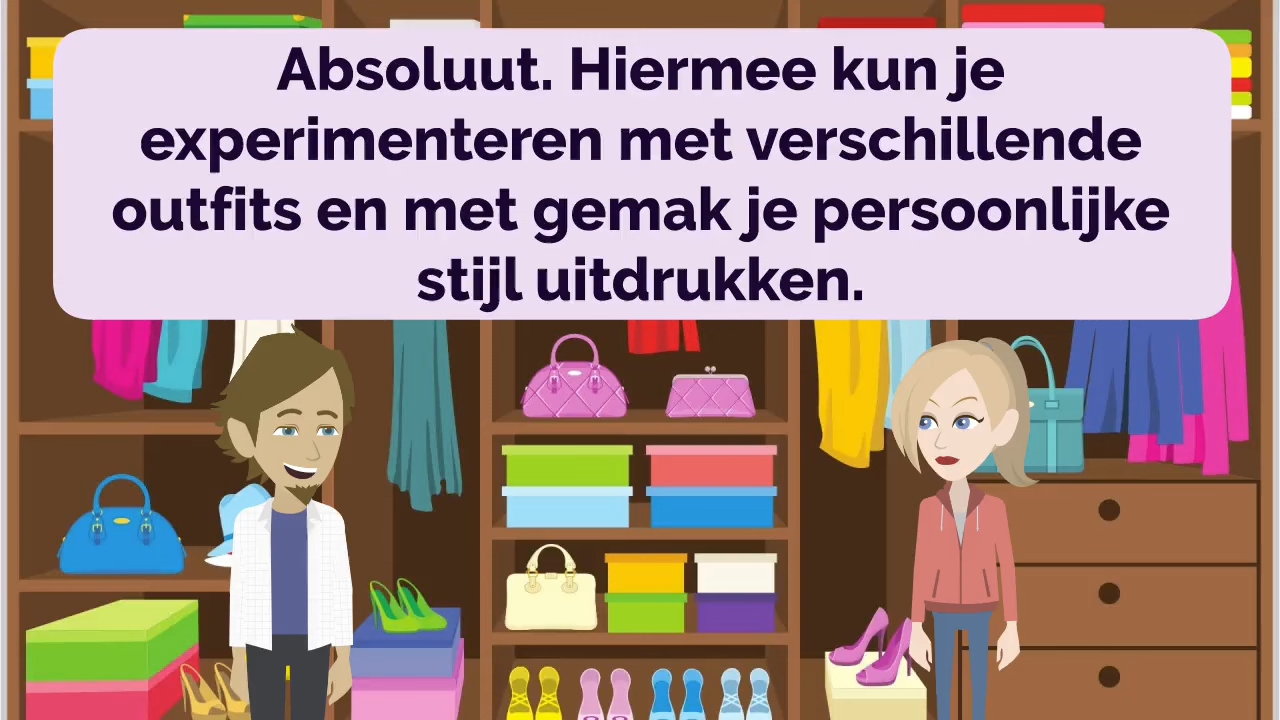 Absoluut. Hiermee kun je
experimenteren met verschillende
outfits en met gemak je persoonlijke
stijl uitdrukken.